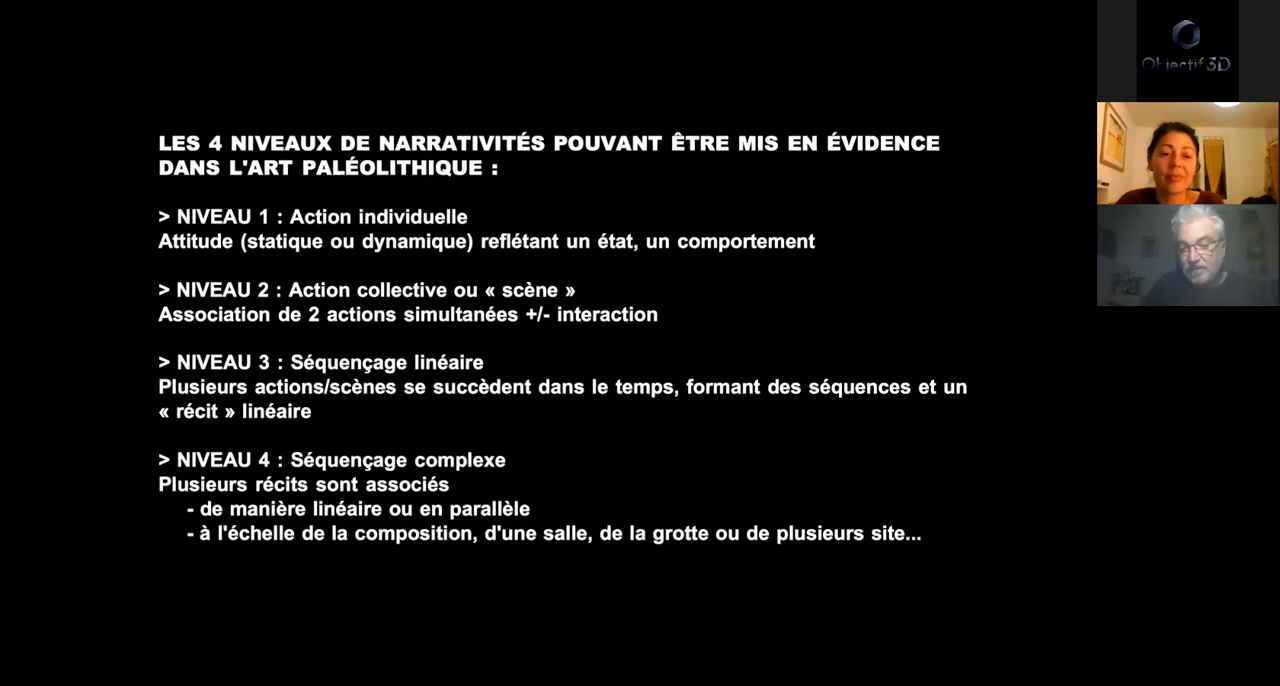 Objectif 3D
LES 4 NIVEAUX DE NARRATIVITÉS POUVANT ÊTRE MIS EN ÉVIDENCE
DANS L'ART PALÉOLITHIQUE :
> NIVEAU 1 : Action individuelle
Attitude (statique ou dynamique) reflétant un état, un comportement
> NIVEAU 2 : Action collective ou « scène »
Association de 2 actions simultanées +/- interaction
> NIVEAU 3 : Séquençage linéaire
Plusieurs actions/scènes se succèdent dans le temps, formant des séquences et un
« récit » linéaire
> NIVEAU 4 : Séquençage complexe
Plusieurs récits sont associés
- de manière linéaire ou en parallèle
- à l'échelle de la composition, d'une salle, de la grotte ou de plusieurs site...